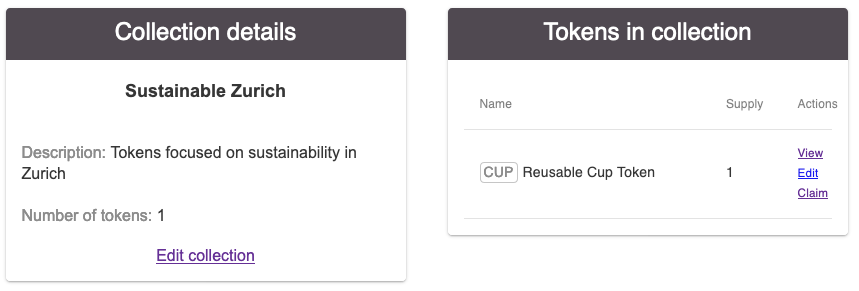 Collection details
Sustainable Zurich
Description: Tokens focused on sustainability in
Zurich
Number of tokens: 1
Edit collection
Tokens in collection
Name Supply Actions
CUP Reusable Cup Token 1 View
Edit
Claim